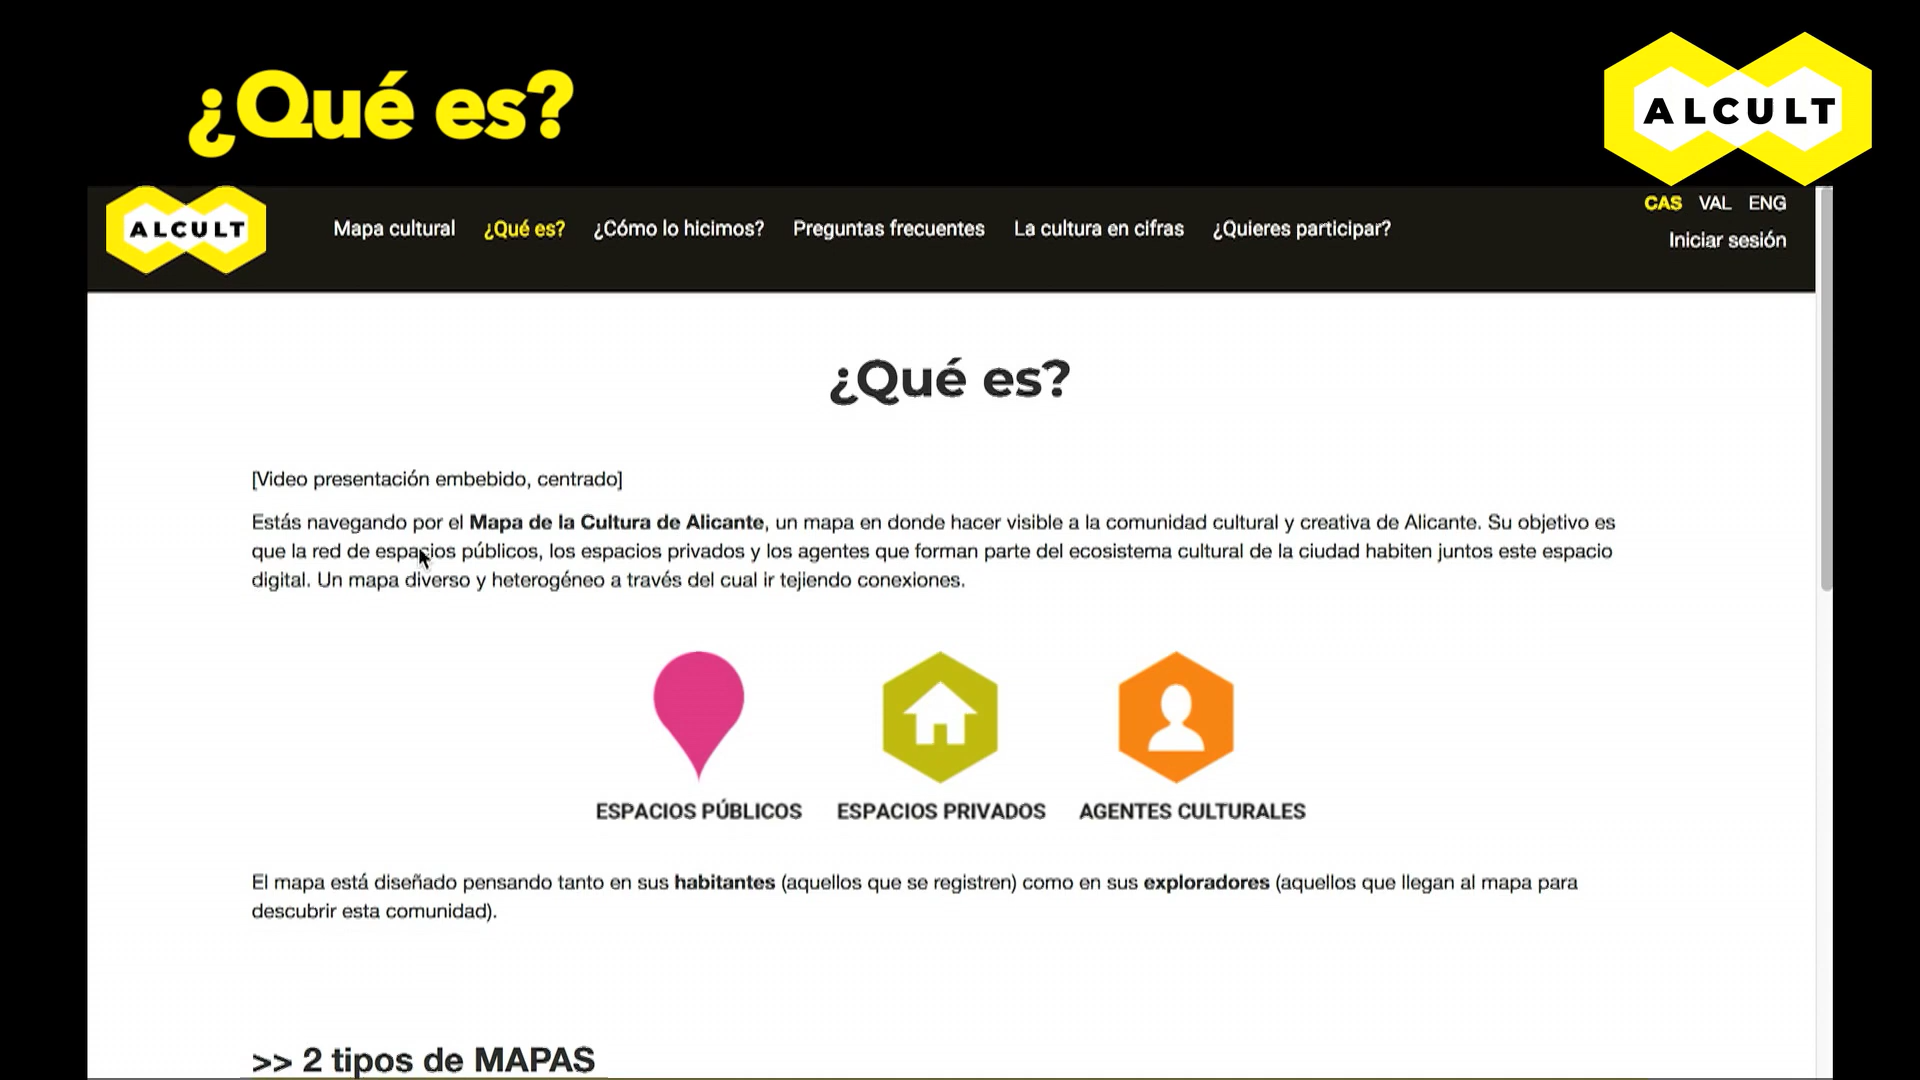 ¿Qué es?
ALCULT
ALCULT
Mapa cultural ¿Qué es? ¿Cómo lo hicimos? Preguntas frecuentes La cultura en cifras ¿Quieres participar?
CAS VAL ENG
Iniciar sesión
¿Qué es?
[Video presentación embebido, centrado]
Estás navegando por el Mapa de la Cultura de Alicante, un mapa en donde hacer visible a la comunidad cultural y creativa de Alicante. Su objetivo es
que la red de espacios públicos, los espacios privados y los agentes que forman parte del ecosistema cultural de la ciudad habiten juntos este espacio
digital. Un mapa diverso y heterogéneo a través del cual ir tejiendo conexiones.
ESPACIOS PÚBLICOS ESPACIOS PRIVADOS AGENTES CULTURALES
El mapa está diseñado pensando tanto en sus habitantes (aquellos que se registren) como en sus exploradores (aquellos que llegan al mapa para
descubrir esta comunidad).
>> 2 tipos de MAPAS